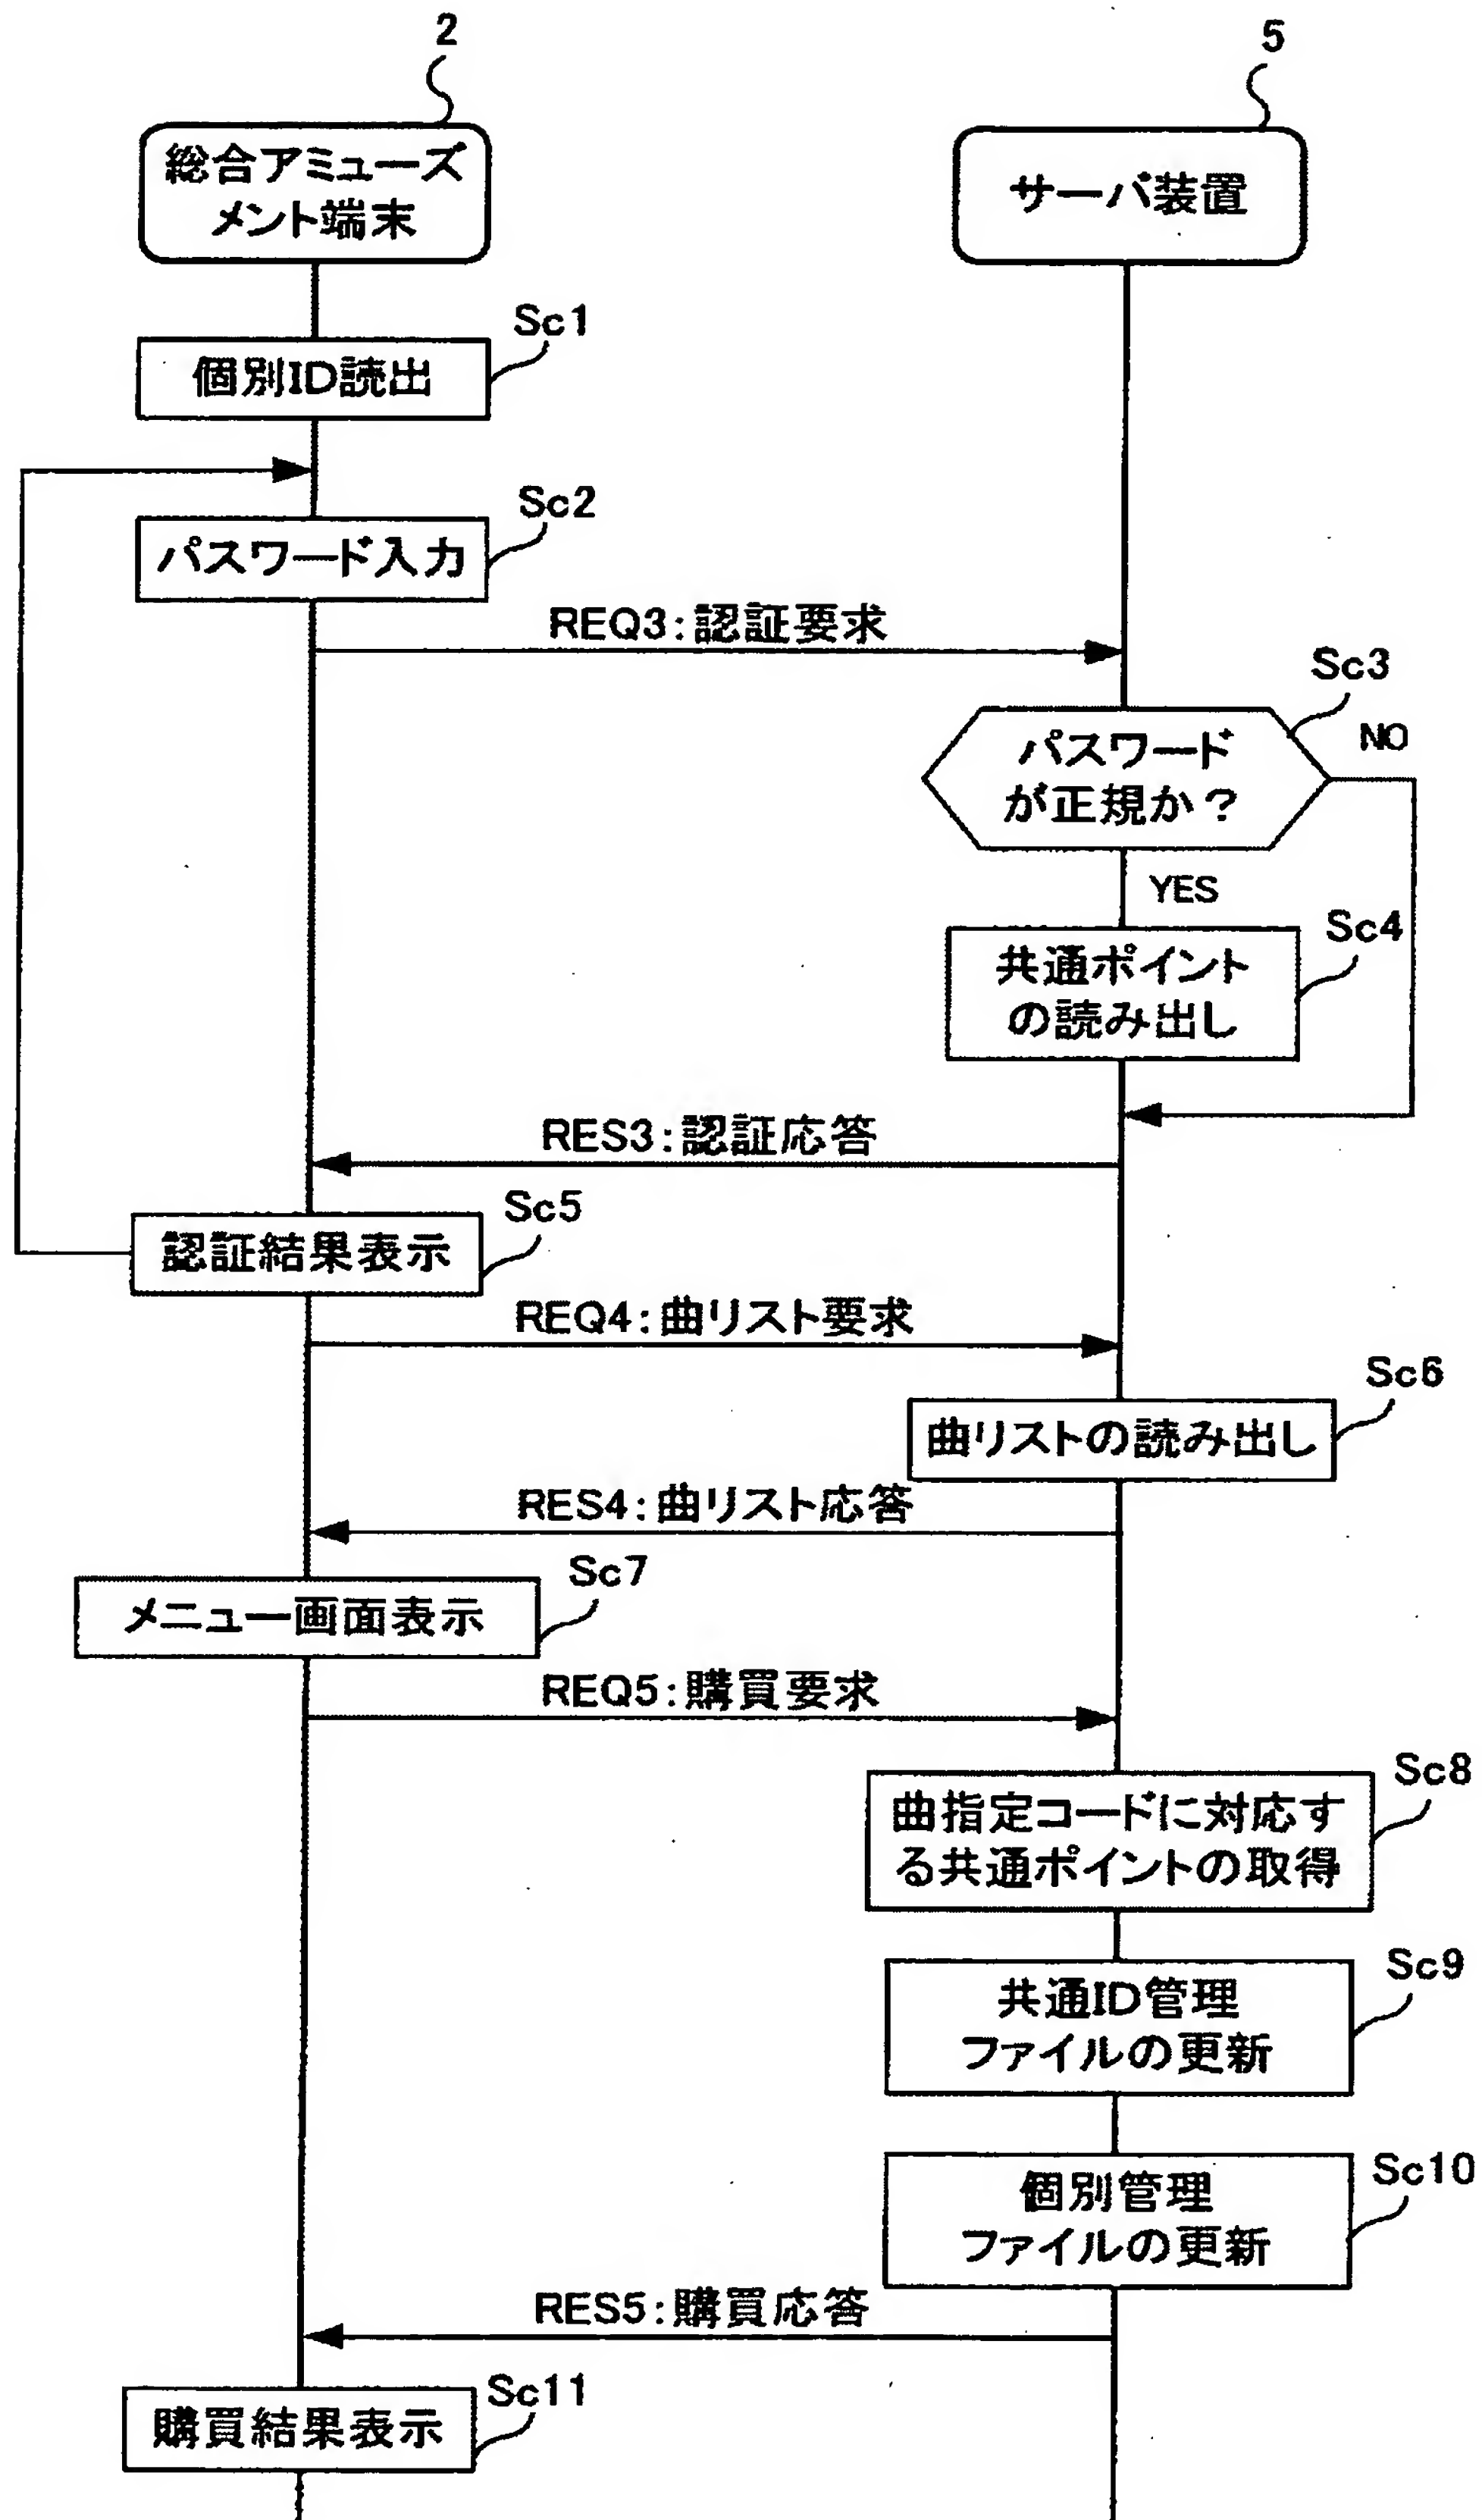 2
5
総合アミューズ
メント端末
サーバ装置
Sc1
個別ID読出
Sc2
パスワード入力
REQ3:認証要求
Sc3
パスワード
が正規か?
NO
YES
Sc4
共通ポイント
の読み出し
RES3:認証応答
Sc5
認証結果表示
REQ4:曲リスト要求
Sc6
曲リストの読み出し
RES4:曲リスト応答
Sc7
メニュー画面表示
REQ5:購買要求
Sc8
曲指定コードに対応す
る共通ポイントの取得
Sc9
共通ID管理
ファイルの更新
Sc10
個別管理
ファイルの更新
RES5:購買応答
Sc11
購買結果表示